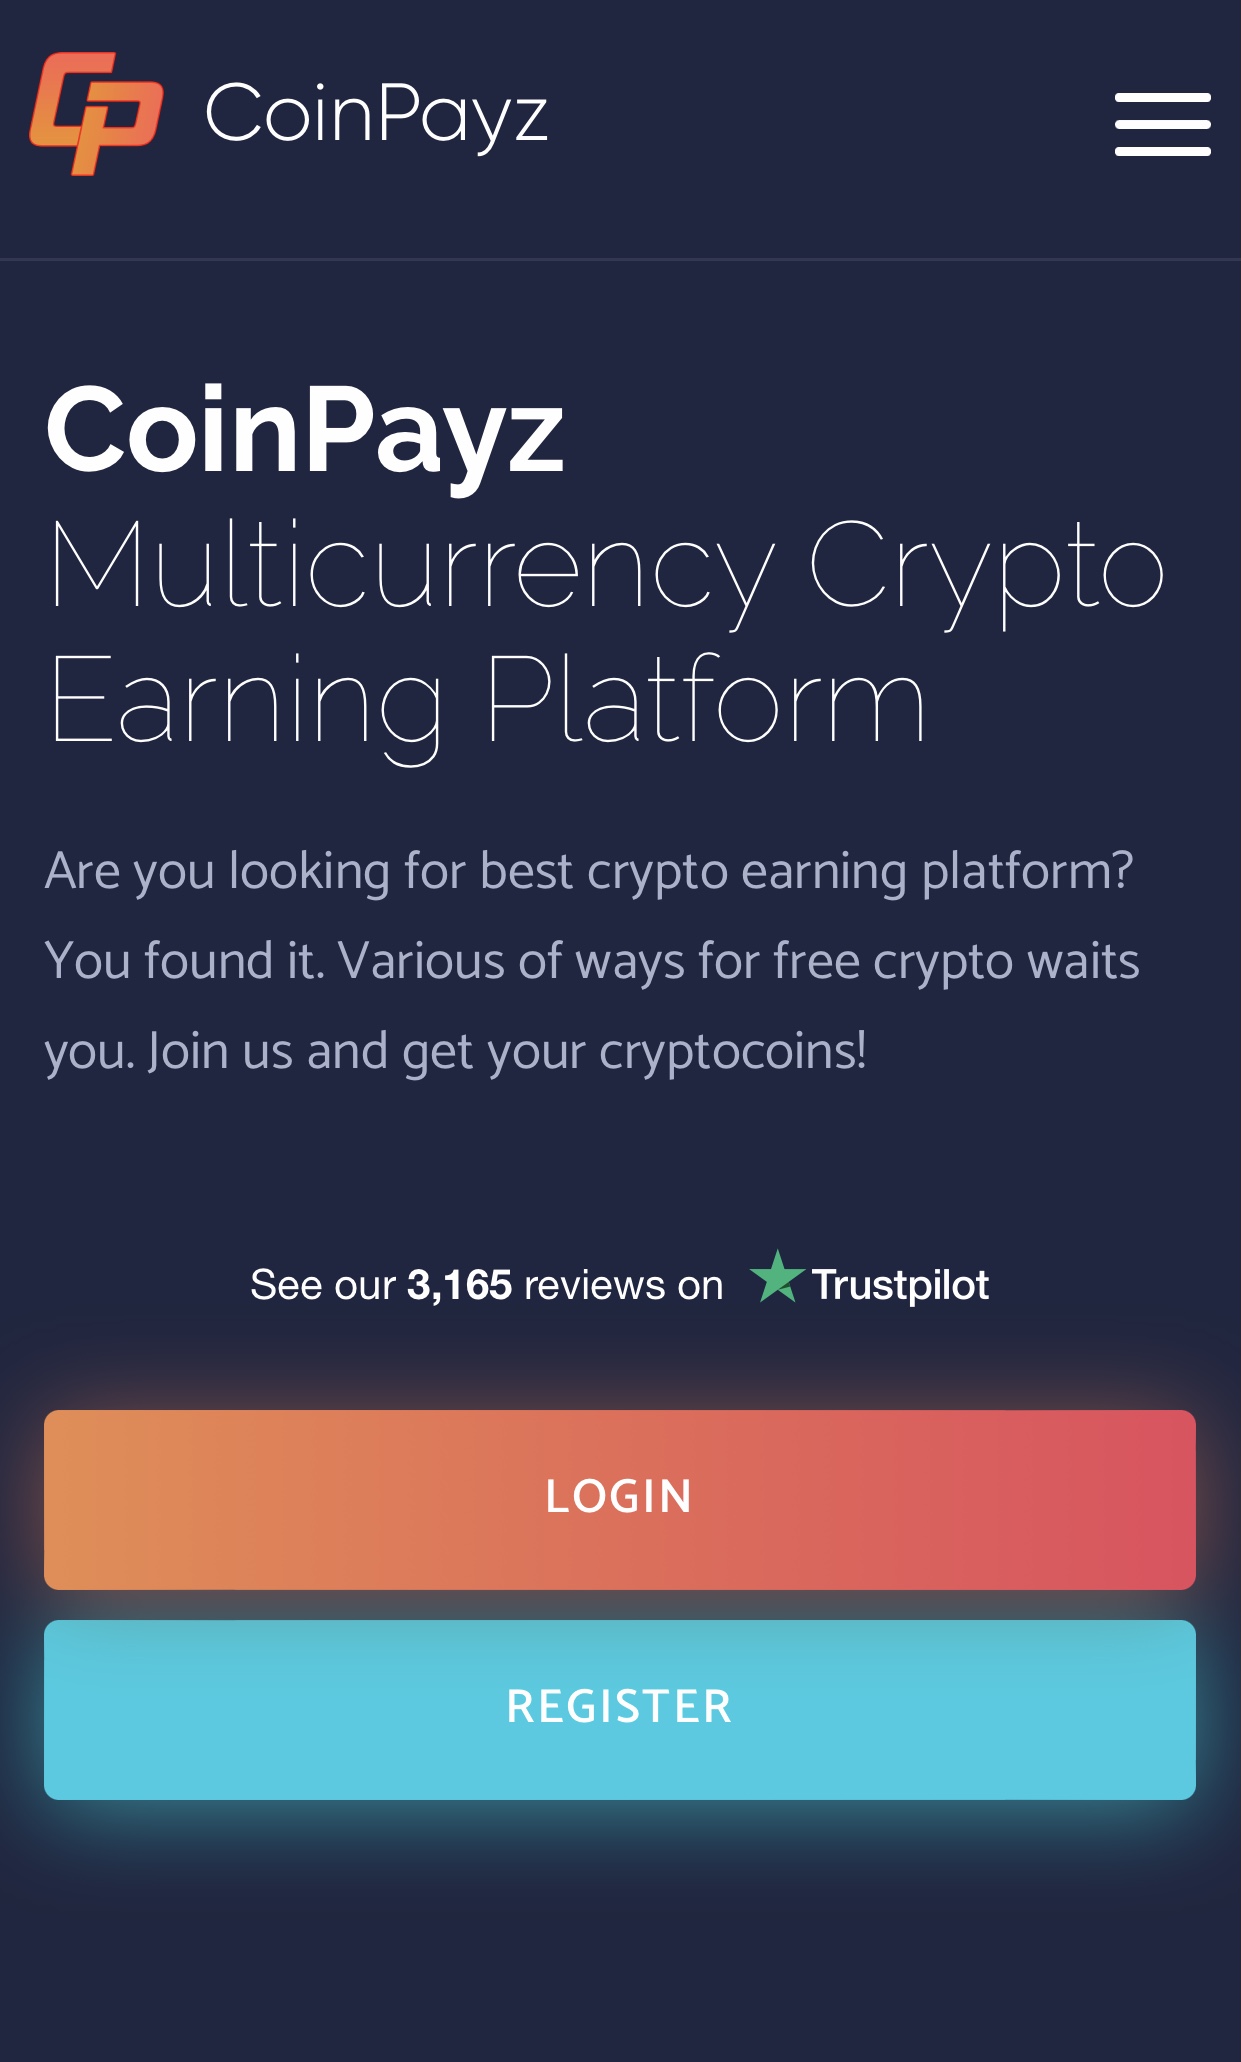 CoinPayz
CoinPayz
Multicurrency Crypto
Earning Platform
Are you looking for best crypto earning platform?
You found it. Various of ways for free crypto waits
you. Join us and get your cryptocoins!
See our 3,165 reviews on Trustpilot
LOGIN
REGISTER